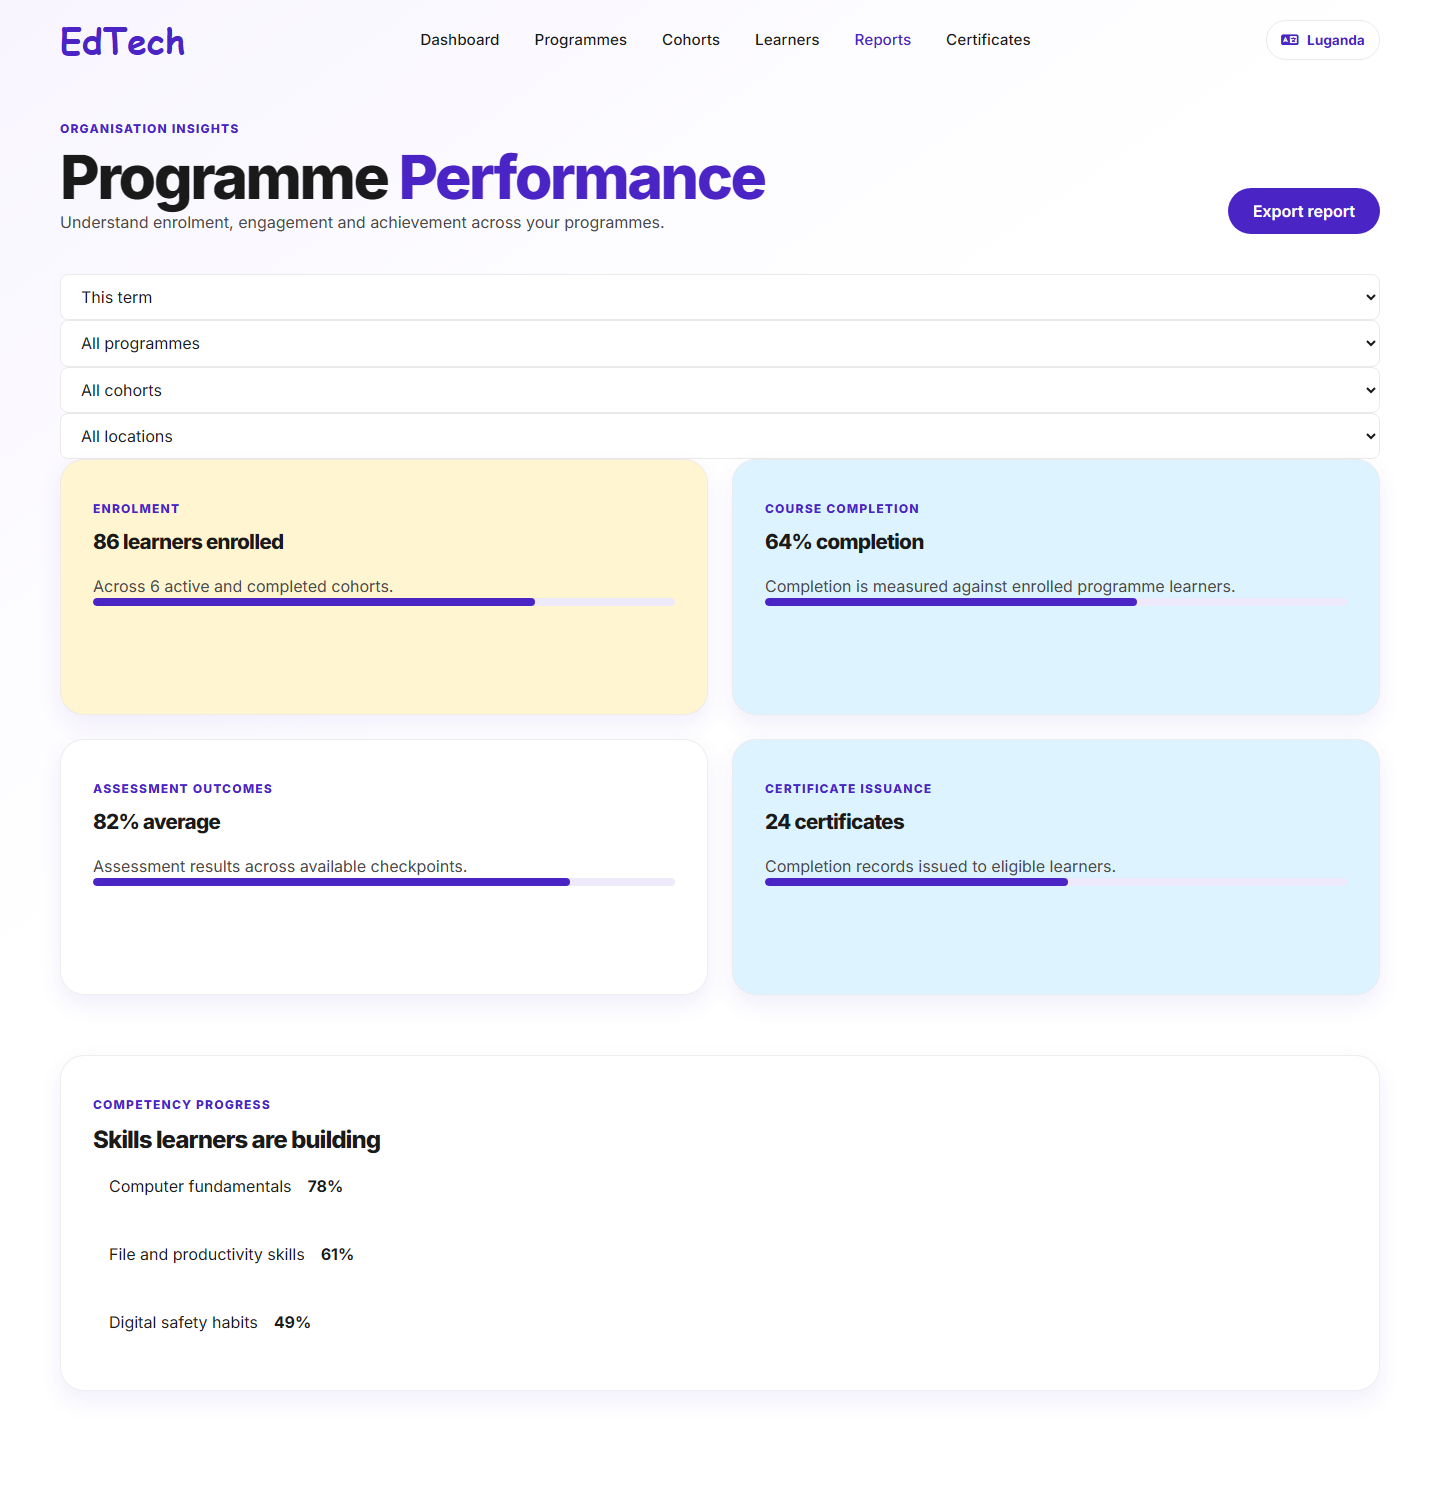 EdTech
Dashboard Programmes Cohorts Learners Reports Certificates
Luganda
ORGANISATION INSIGHTS
Programme Performance
Understand enrolment, engagement and achievement across your programmes.
Export report
This term
All programmes
All cohorts
All locations
ENROLMENT
86 learners enrolled
Across 6 active and completed cohorts.
COURSE COMPLETION
64% completion
Completion is measured against enrolled programme learners.
ASSESSMENT OUTCOMES
82% average
Assessment results across available checkpoints.
CERTIFICATE ISSUANCE
24 certificates
Completion records issued to eligible learners.
COMPETENCY PROGRESS
Skills learners are building
Computer fundamentals 78%
File and productivity skills 61%
Digital safety habits 49%